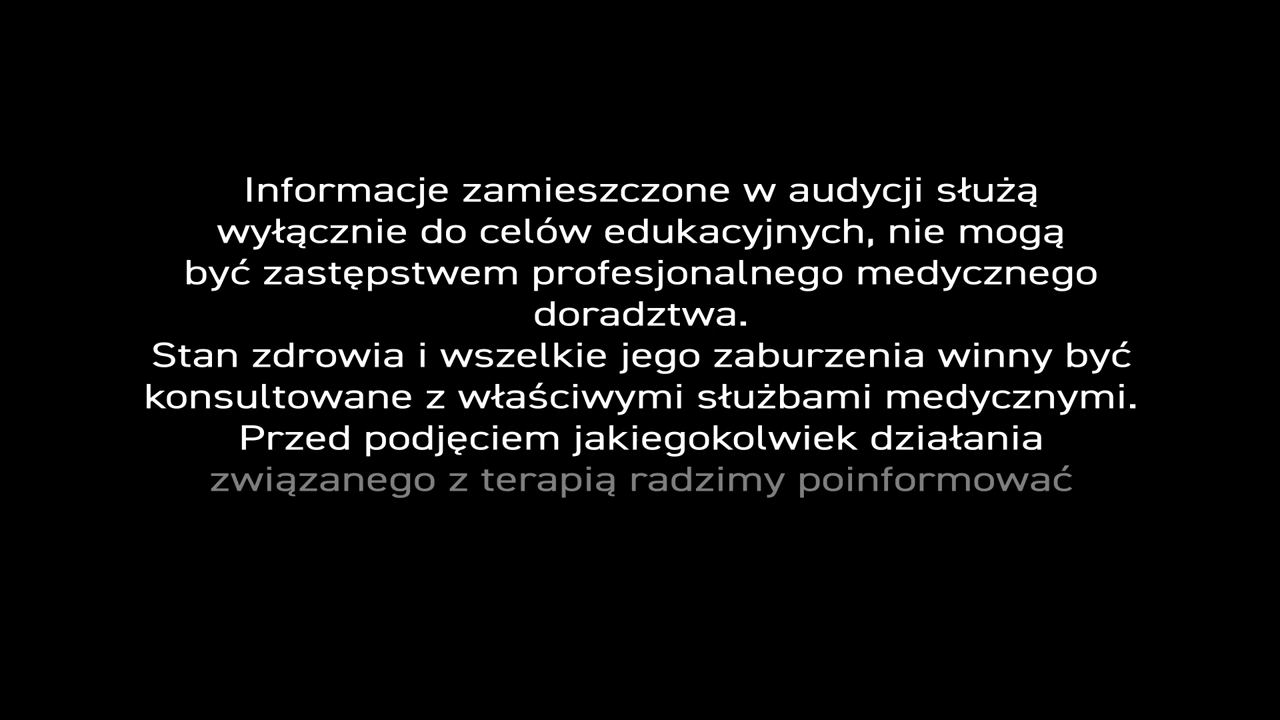 Informacje zamieszczone w audycji służą
wyłącznie do celów edukacyjnych, nie mogą
być zastępstwem profesjonalnego medycznego
doradztwa.
Stan zdrowia i wszelkie jego zaburzenia winny być
konsultowane z właściwymi służbami medycznymi.
Przed podjęciem jakiegokolwiek działania
związanego z terapią radzimy poinformować